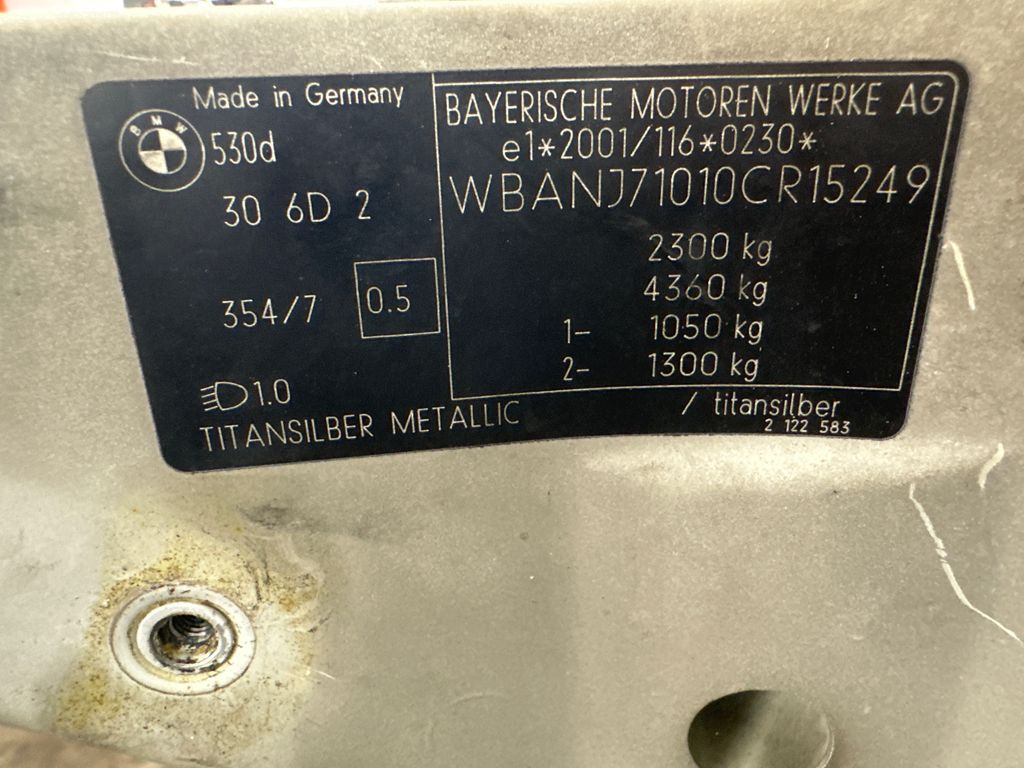 Made in Germany
BMW
530d
30 6D 2
354/7
0.5
1.0
TITANSILBER METALLIC
BAYERISCHE MOTOREN WERKE AG
e1*2001/116*0230*
WBANJ71010CR15249
2300 kg
4360 kg
1- 1050 kg
2- 1300 kg
/ titansilber
2 122 583